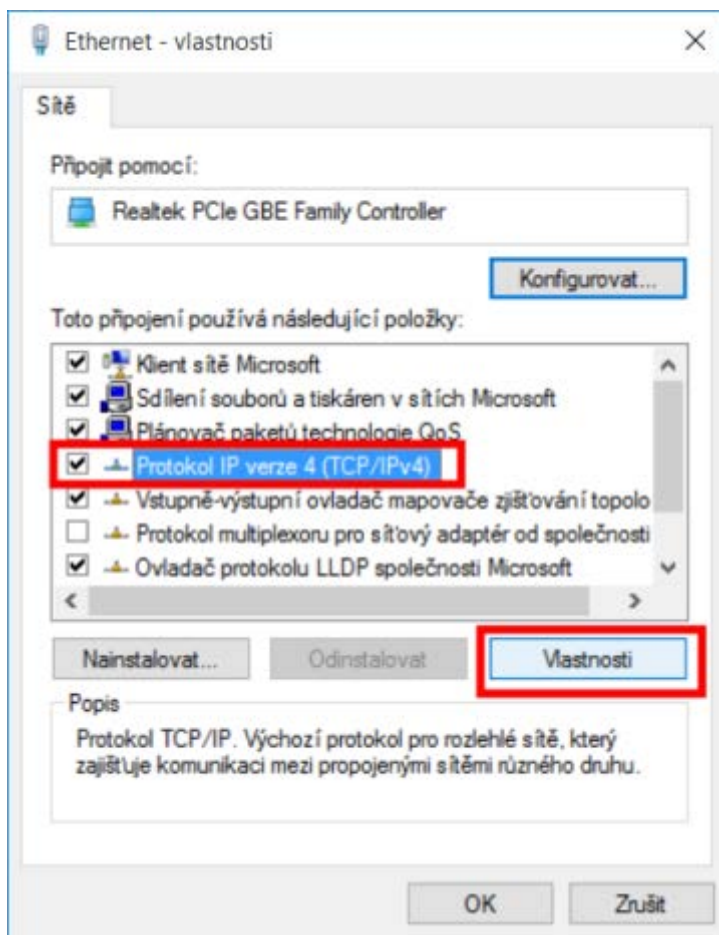 Ethernet - vlastnosti
Sítě
Připojit pomocí:
Realtek PCIe GBE Family Controller
Konfigurovat...
Toto připojení používá následující položky:
Klient sítě Microsoft
Sdílení souborů a tiskáren v sítích Microsoft
Plánovač paketů technologie QoS
Protokol IP verze 4 (TCP/IPv4)
Vstupně-výstupní ovladač mapovače zjišťování topolo
Protokol multiplexoru pro síťový adaptér od společnosti
Ovladač protokolu LLDP společnosti Microsoft
Nainstalovat...
Odinstalovat
Vlastnosti
Popis
Protokol TCP/IP. Výchozí protokol pro rozlehlé sítě, který
zajišťuje komunikaci mezi propojenými sítěmi různého druhu.
OK
Zrušit